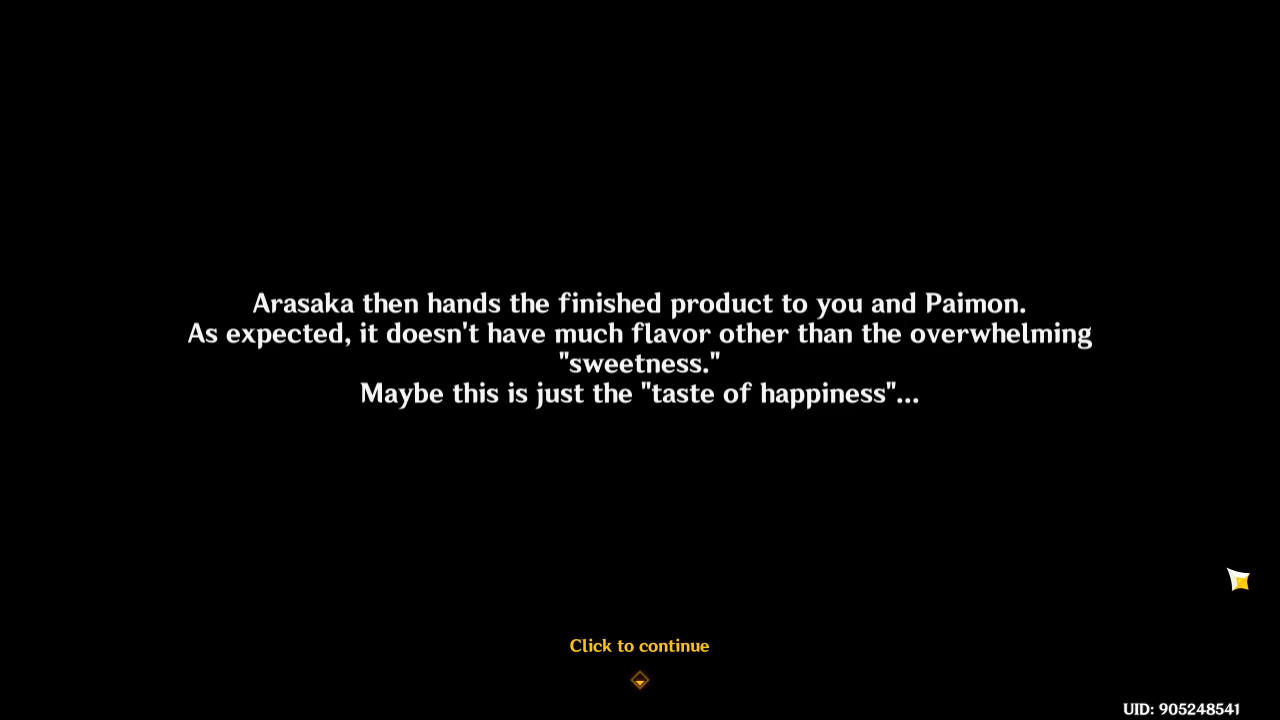 Arasaka then hands the finished product to you and Paimon.
As expected, it doesn't have much flavor other than the overwhelming
"sweetness."
Maybe this is just the "taste of happiness"...
Click to continue
UID: 905248541